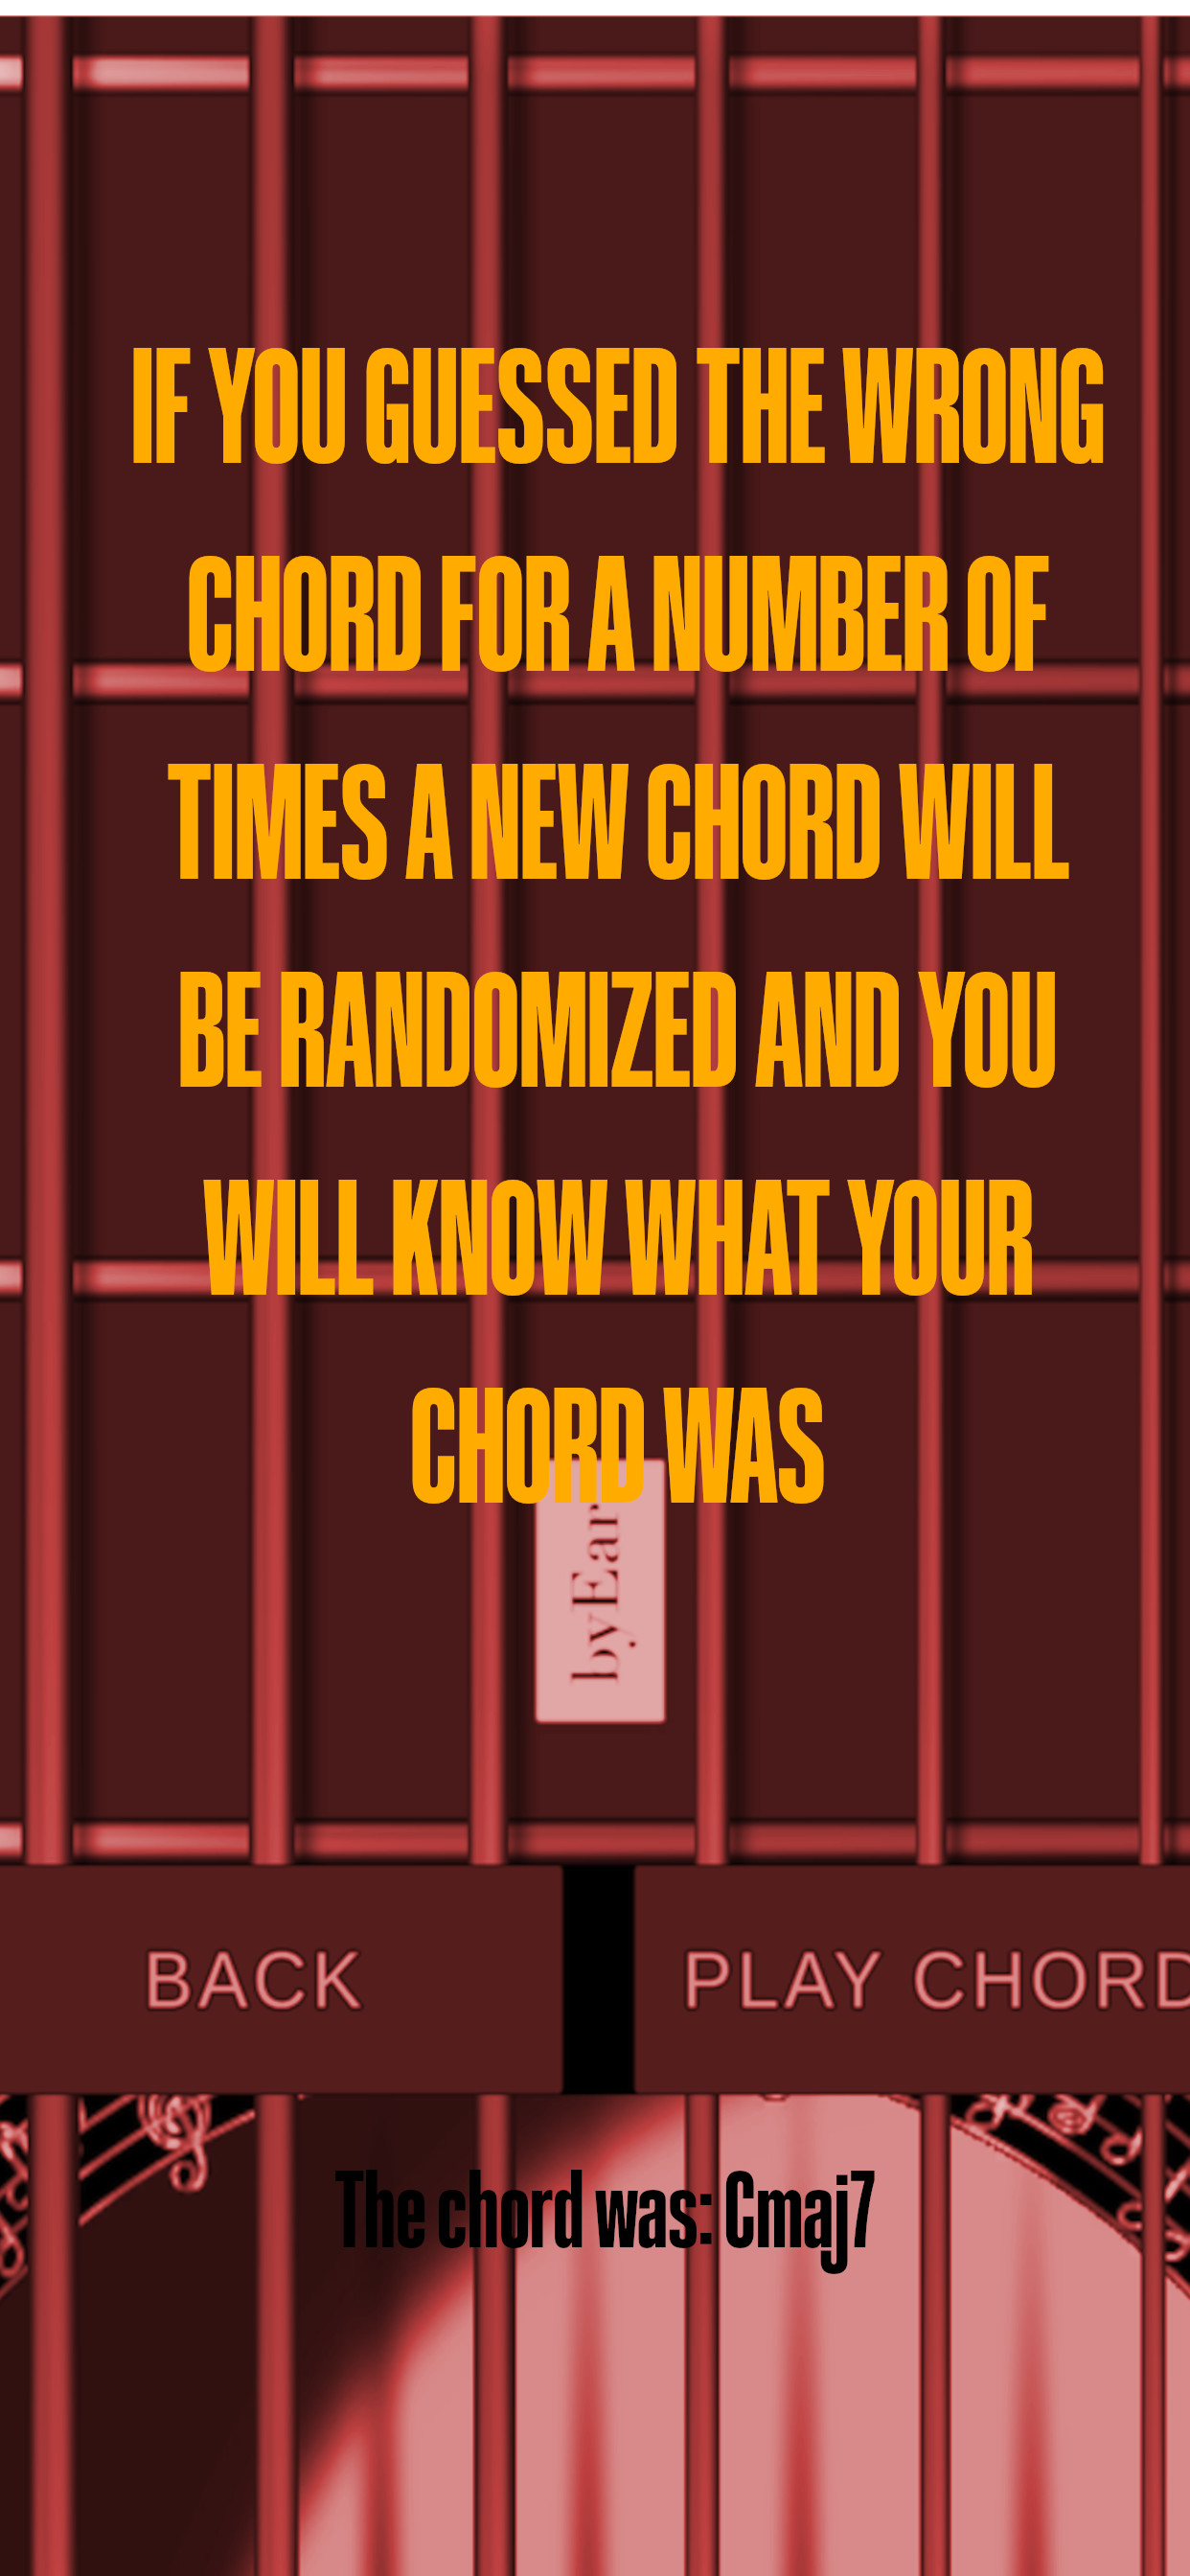 IF YOU GUESSED THE WRONG
CHORD FOR A NUMBER OF
TIMES A NEW CHORD WILL
BE RANDOMIZED AND YOU
WILL KNOW WHAT YOUR
CHORD WAS
byEar
BACK
PLAY CHORD
The chord was: Cmaj7